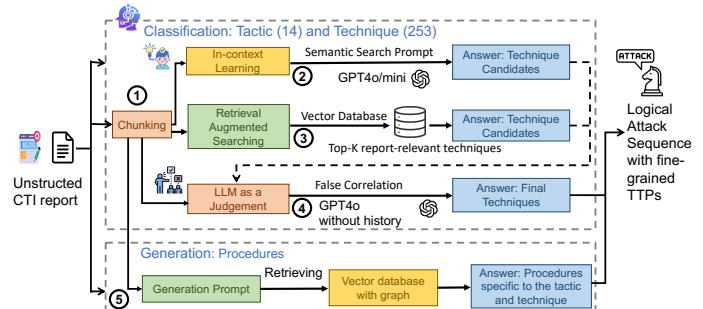 Classification: Tactic (14) and Technique (253)
In-context
Learning
Semantic Search Prompt
2
GPT4o/mini
Answer: Technique
Candidates
ATTACK
1
Chunking
Retrieval
Augmented
Searching
Vector Database
3
Answer: Technique
Candidates
Top-K report-relevant techniques
Unstructed
CTI report
Logical
Attack
Sequence
with fine-
grained
TTPs
LLM as a
Judgement
False Correlation
4
GPT4o
without history
Answer: Final
Techniques
Generation: Procedures
5
Generation Prompt
Retrieving
Vector database
with graph
Answer: Procedures
specific to the tactic
and technique